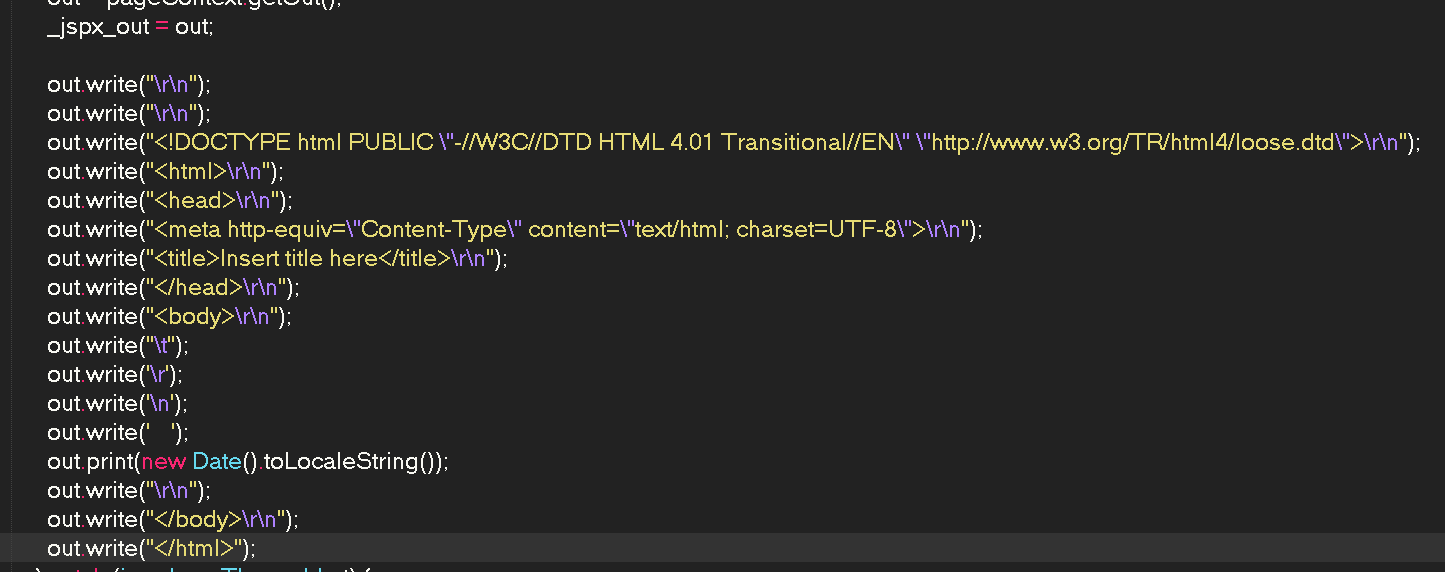 out = pageContext.getOut();
_jspx_out = out;
out.write("\r\n");
out.write("\r\n");
out.write("<!DOCTYPE html PUBLIC \"-//W3C//DTD HTML 4.01 Transitional//EN\" \"http://www.w3.org/TR/html4/loose.dtd\">\r\n");
out.write("<html>\r\n");
out.write("<head>\r\n");
out.write("<meta http-equiv=\"Content-Type\" content=\"text/html; charset=UTF-8\">\r\n");
out.write("<title>Insert title here</title>\r\n");
out.write("</head>\r\n");
out.write("<body>\r\n");
out.write("\t");
out.write('\r');
out.write('\n');
out.write('	');
out.print(new Date().toLocaleString());
out.write("\r\n");
out.write("</body>\r\n");
out.write("</html>");